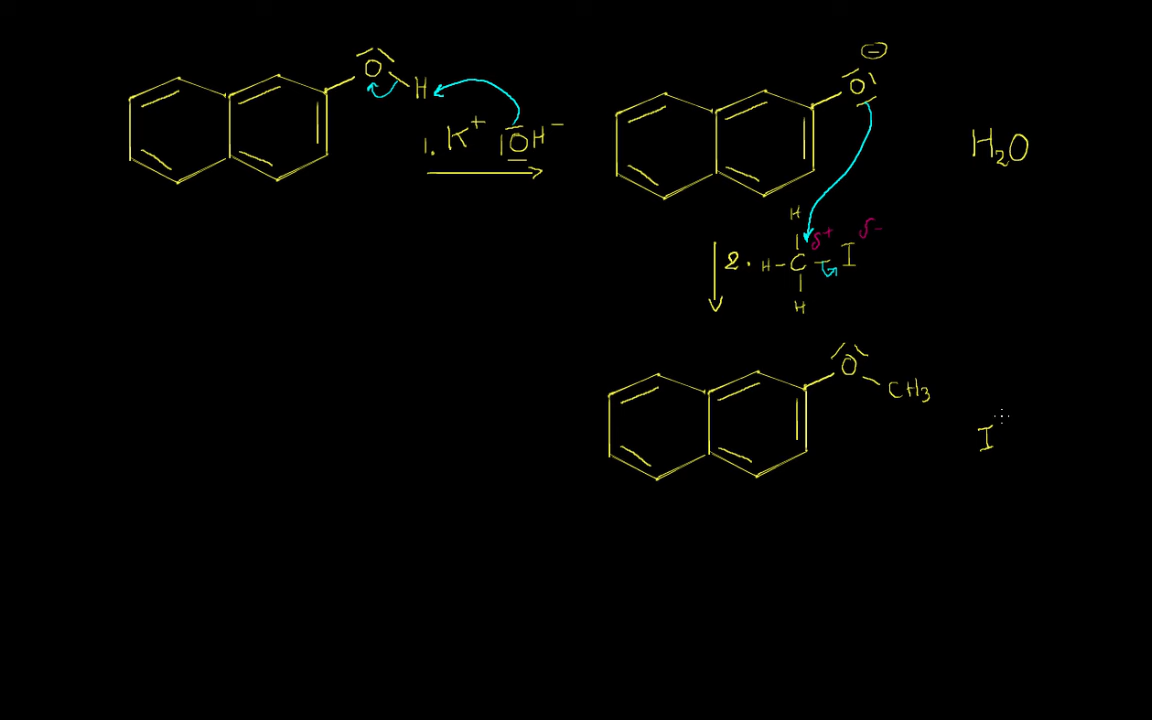 O
H
1. K⁺ |OH⁻
O ⊖
H₂O
H
δ+ δ-
2. H-C-I
H
O
CH₃
I